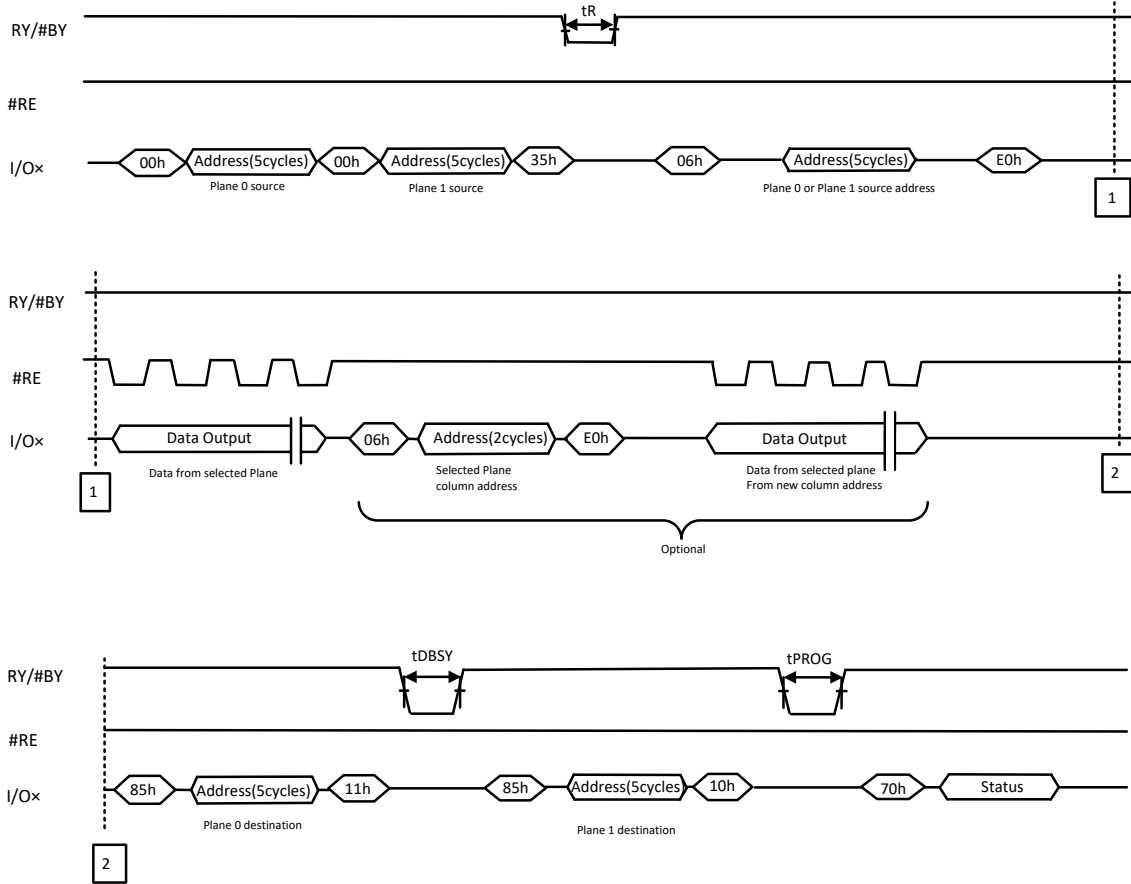 tR
RY/#BY
#RE
I/O×
00h Address(5cycles) 00h Address(5cycles) 35h 06h Address(5cycles) E0h
Plane 0 source Plane 1 source Plane 0 or Plane 1 source address
1
RY/#BY
#RE
I/O×
Data Output 06h Address(2cycles) E0h Data Output
Data from selected Plane
Selected Plane
column address
Data from selected plane
From new column address
1
2
Optional
tDBSY tPROG
RY/#BY
#RE
I/O×
85h Address(5cycles) 11h 85h Address(5cycles) 10h 70h Status
Plane 0 destination Plane 1 destination
2